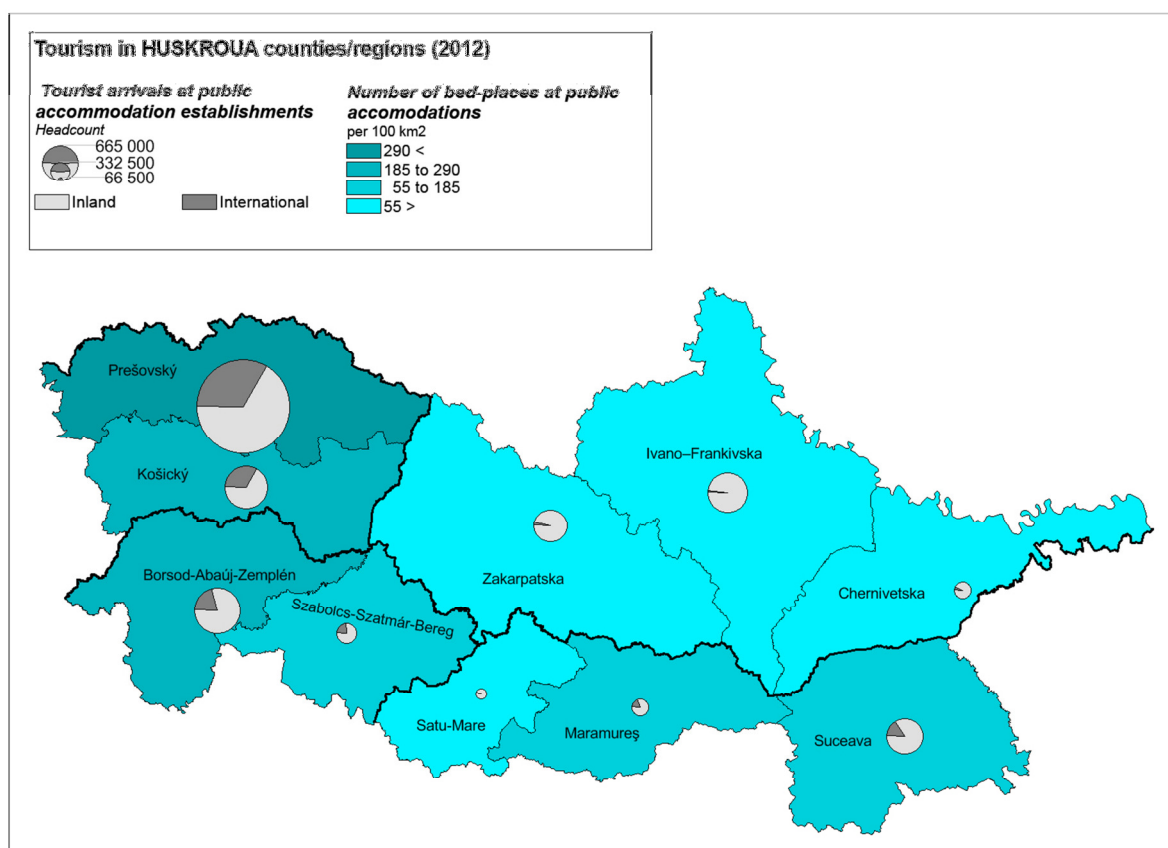 Tourism in HUSKROUA counties/regions (2012)
Tourist arrivals at public
accommodation establishments
Headcount
665 000
332 500
66 500
Inland
International
Number of bed-places at public
accomodations
per 100 km2
290 <
185 to 290
55 to 185
55 >
Prešovský
Košický
Borsod-Abaúj-Zemplén
Szabolcs-Szatmár-Bereg
Zakarpatska
Ivano–Frankivska
Chernivetska
Satu-Mare
Maramureş
Suceava